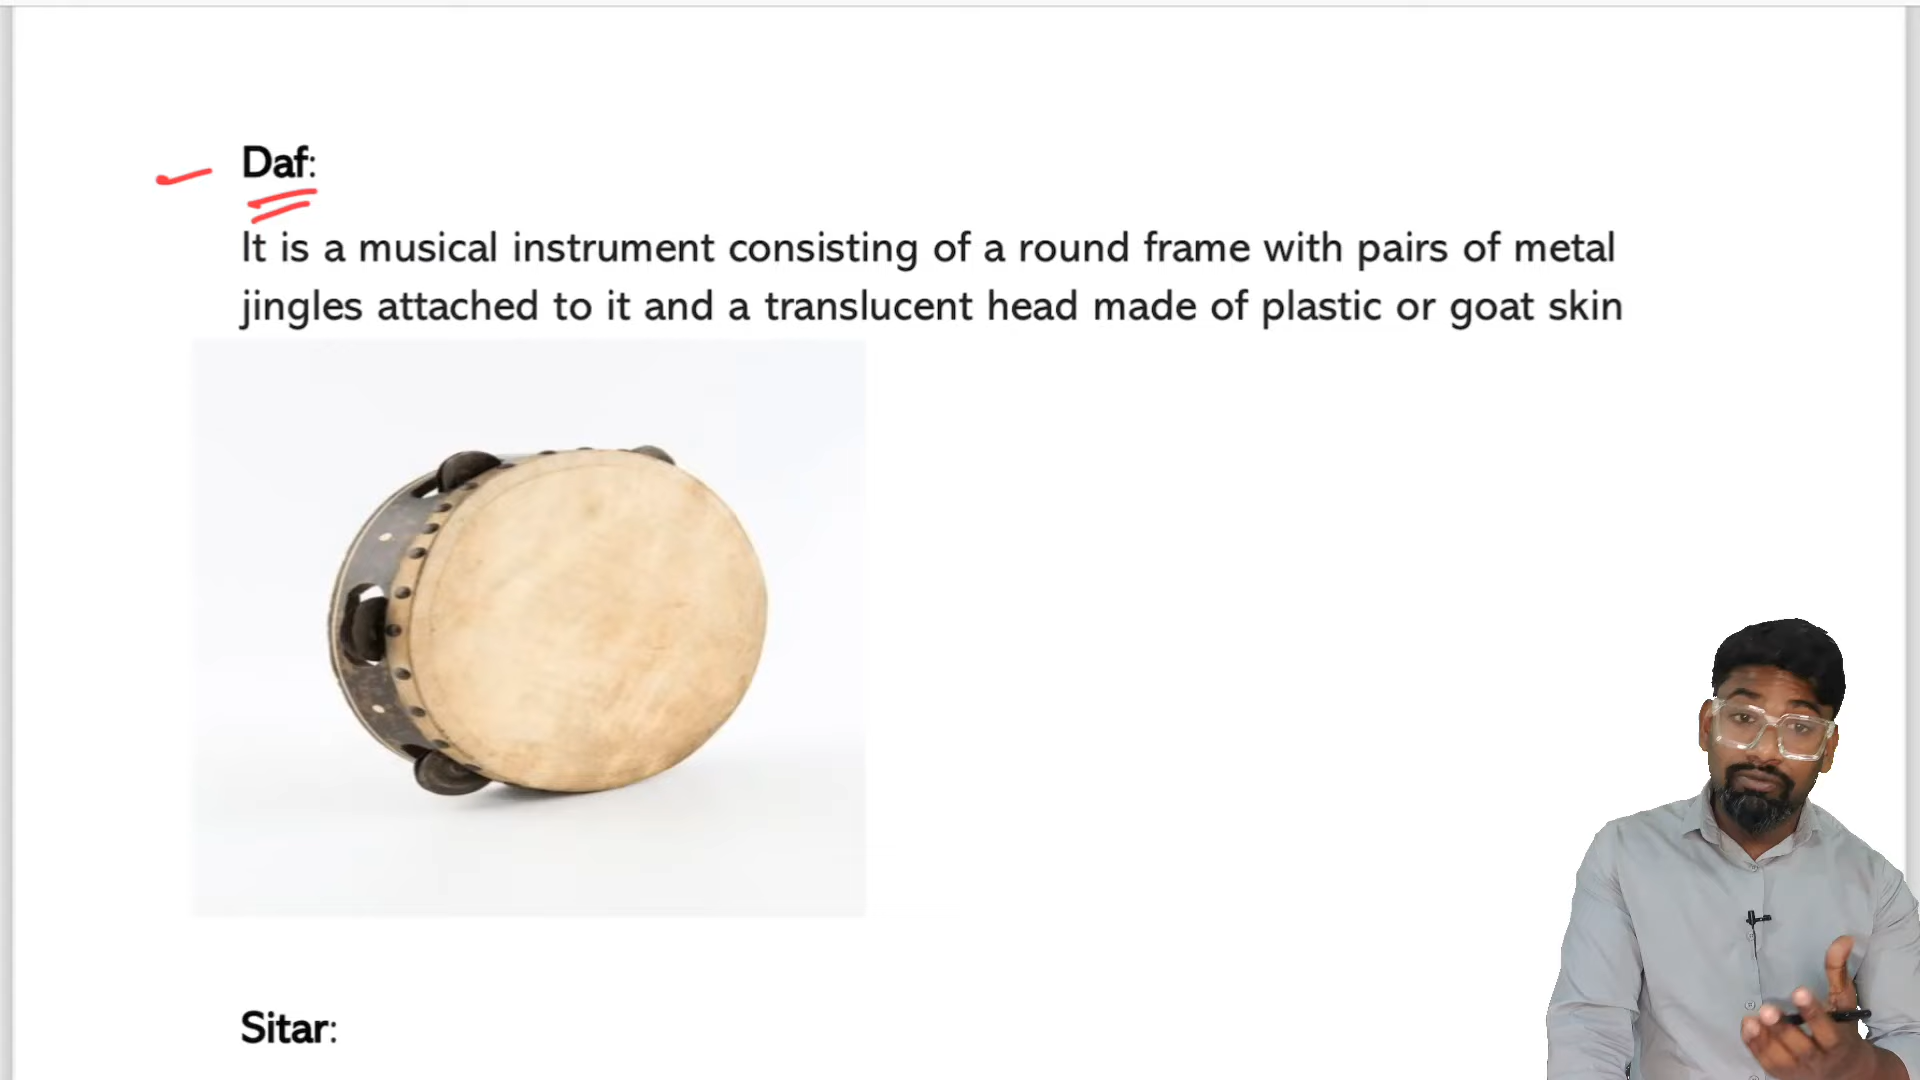 Daf:
It is a musical instrument consisting of a round frame with pairs of metal
jingles attached to it and a translucent head made of plastic or goat skin
Sitar: